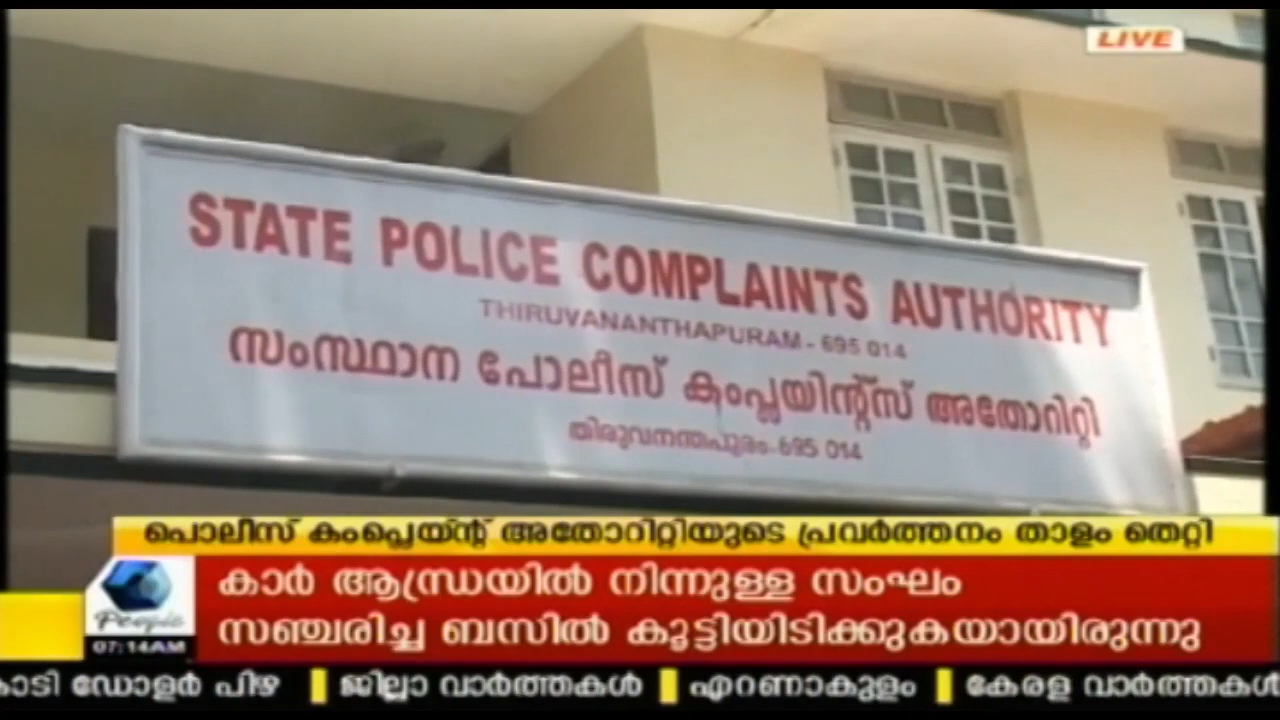 LIVE
STATE POLICE COMPLAINTS AUTHORITY
THIRUVANANTHAPURAM - 695 014
സംസ്ഥാന പോലീസ് കംപ്ലയിന്റ്സ് അതോറിറ്റി
തിരുവനന്തപുരം-695 014
പൊലീസ് കംപ്ലെയ്ന്റ് അതോറിറ്റിയുടെ പ്രവർത്തനം താളം തെറ്റി
കാർ ആന്ധ്രയിൽ നിന്നുള്ള സംഘം
സഞ്ചരിച്ച ബസിൽ കൂട്ടിയിടിക്കുകയായിരുന്നു
People
07:14AM
ഡോളർ പിഴ ജില്ലാ വാർത്തകൾ എറണാകുളം കേരള വാർത്തകൾ